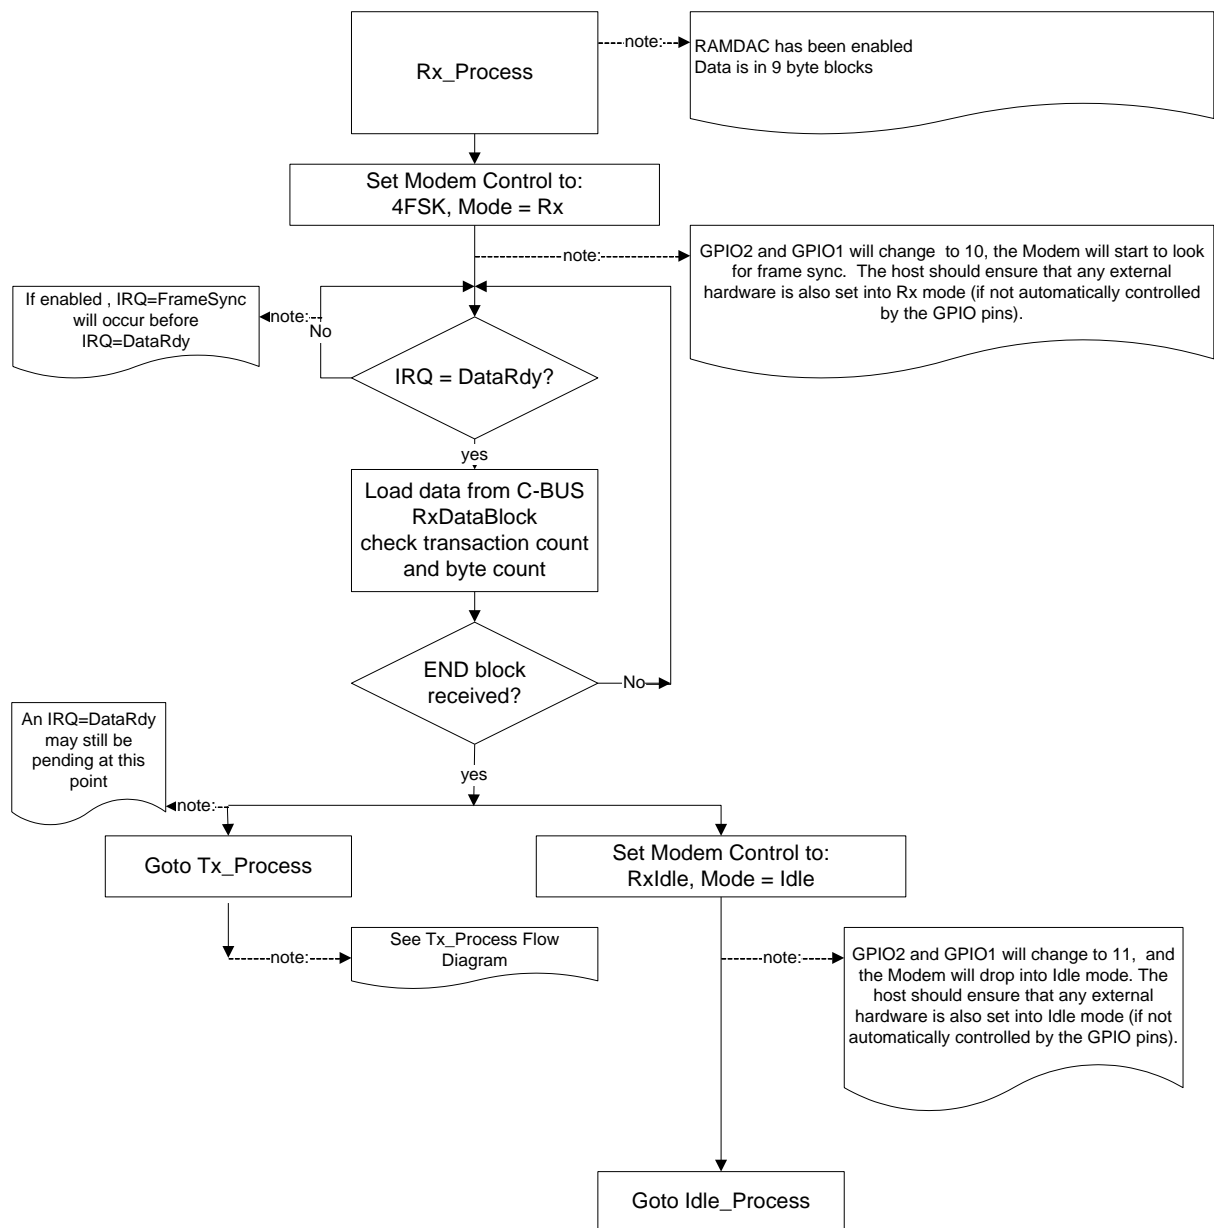 Rx_Process
note:
RAMDAC has been enabled
Data is in 9 byte blocks
Set Modem Control to:
4FSK, Mode = Rx
note:
GPIO2 and GPIO1 will change to 10, the Modem will start to look
for frame sync. The host should ensure that any external
hardware is also set into Rx mode (if not automatically controlled
by the GPIO pins).
If enabled , IRQ=FrameSync
will occur before
IRQ=DataRdy
note:
No
IRQ = DataRdy?
yes
Load data from C-BUS
RxDataBlock
check transaction count
and byte count
END block
received?
No
An IRQ=DataRdy
may still be
pending at this
point
note:
yes
Goto Tx_Process
Set Modem Control to:
RxIdle, Mode = Idle
note:
See Tx_Process Flow
Diagram
note:
GPIO2 and GPIO1 will change to 11, and
the Modem will drop into Idle mode. The
host should ensure that any external
hardware is also set into Idle mode (if not
automatically controlled by the GPIO pins).
Goto Idle_Process